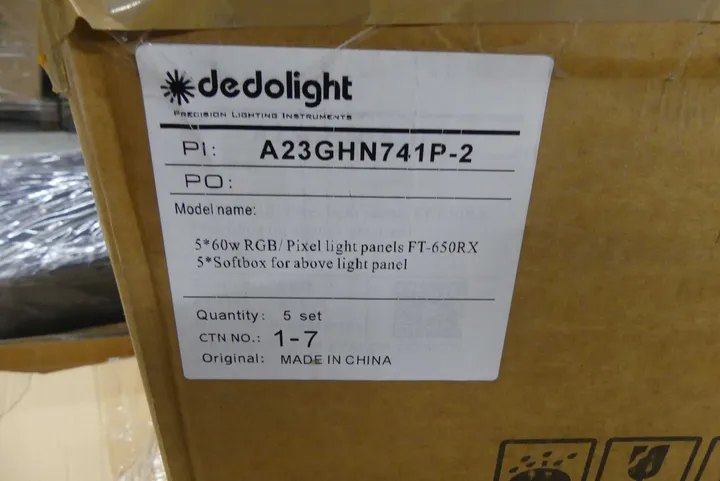 dedolight
PRECISION LIGHTING INSTRUMENTS
PI: A23GHN741P-2
PO:
Model name:
5*60w RGB/ Pixel light panels FT-650RX
5*Softbox for above light panel
Quantity: 5 set
CTN NO.: 1-7
Original: MADE IN CHINA